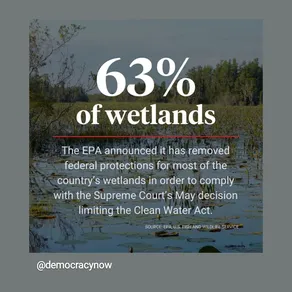 63%
of wetlands
The EPA announced it has removed
federal protections for most of the
country's wetlands in order to comply
with the Supreme Court's May decision
limiting the Clean Water Act.
SOURCE: EPA, U.S. FISH AND WILDLIFE SERVICE
@democracynow